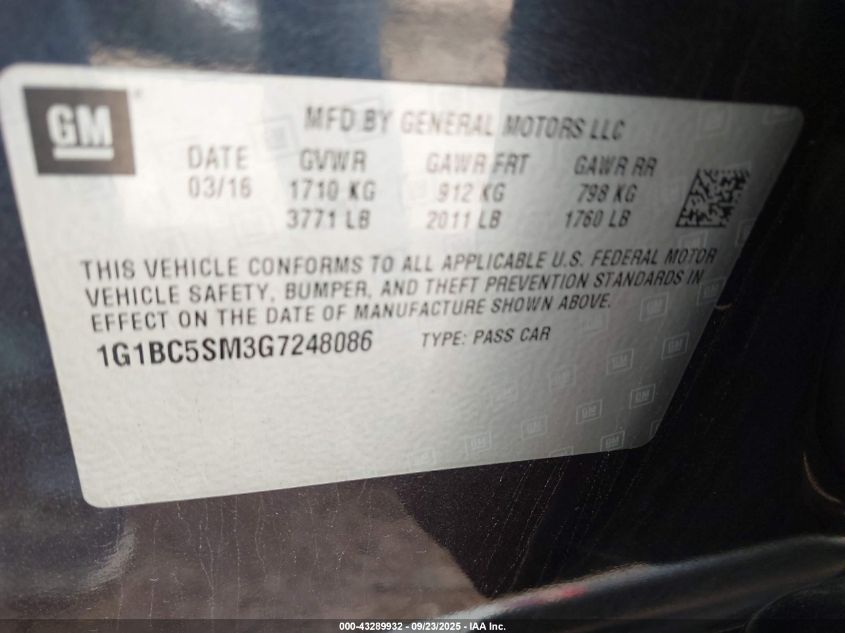 GM
MFD BY GENERAL MOTORS LLC
DATE GVWR GAWR FRT GAWR RR
03/16 1710 KG 912 KG 798 KG
3771 LB 2011 LB 1760 LB
THIS VEHICLE CONFORMS TO ALL APPLICABLE U.S. FEDERAL MOTOR
VEHICLE SAFETY, BUMPER, AND THEFT PREVENTION STANDARDS IN
EFFECT ON THE DATE OF MANUFACTURE SHOWN ABOVE.
1G1BC5SM3G7248086 TYPE: PASS CAR
000-43289932 - 09/23/2025 - IAA, Inc.